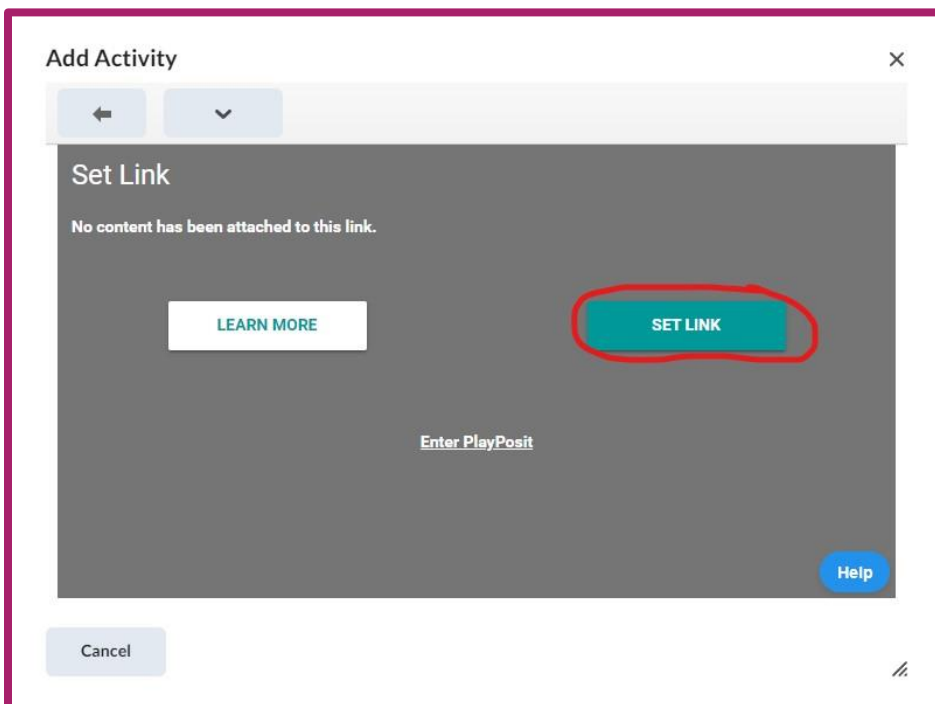 Add Activity
Set Link
No content has been attached to this link.
LEARN MORE
SET LINK
Enter PlayPosit
Help
Cancel